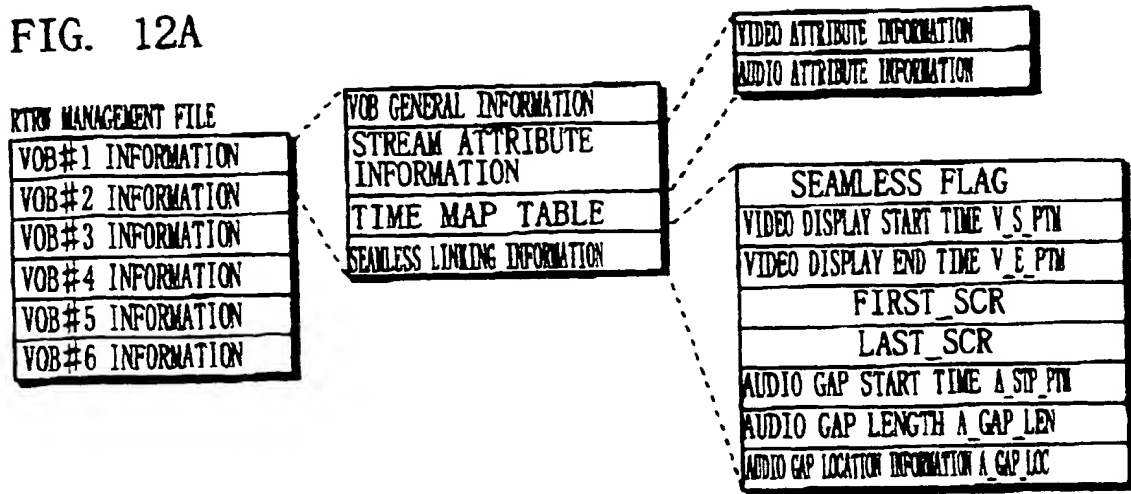 FIG. 12A
RTRW MANAGEMENT FILE
VOB#1 INFORMATION
VOB#2 INFORMATION
VOB#3 INFORMATION
VOB#4 INFORMATION
VOB#5 INFORMATION
VOB#6 INFORMATION
VOB GENERAL INFORMATION
STREAM ATTRIBUTE
INFORMATION
TIME MAP TABLE
SEAMLESS LINKING INFORMATION
VIDEO ATTRIBUTE INFORMATION
AUDIO ATTRIBUTE INFORMATION
SEAMLESS FLAG
VIDEO DISPLAY START TIME V_S_PTM
VIDEO DISPLAY END TIME V_E_PTM
FIRST_SCR
LAST_SCR
AUDIO GAP START TIME A_STP_PTM
AUDIO GAP LENGTH A_GAP_LEN
AUDIO GAP LOCATION INFORMATION A_GAP_LOC